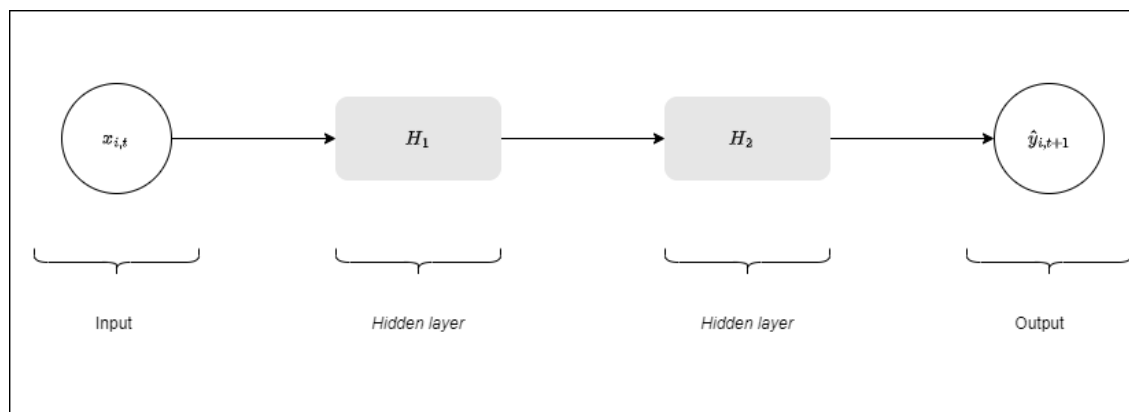 x_{i,t}
H_1
H_2
ŷ_{i,t+1}
Input
Hidden layer
Hidden layer
Output